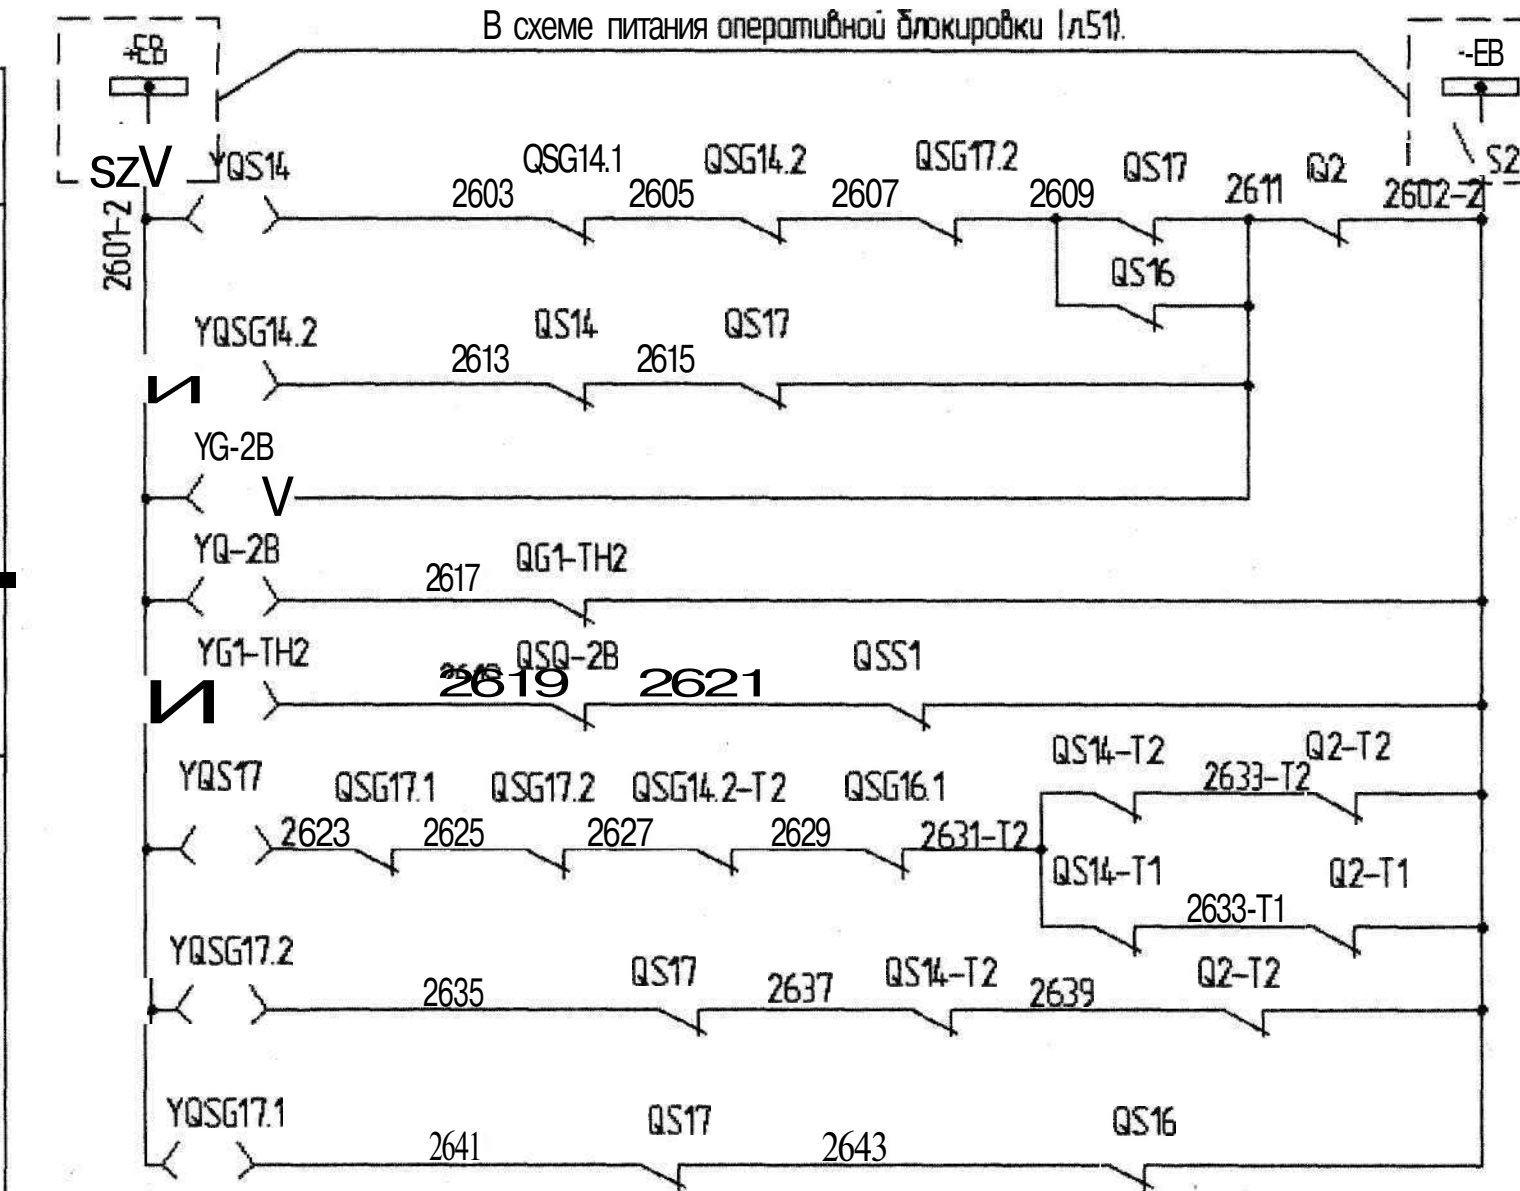 В схеме питания оперативной блокировки (л.51).
+EB
--EB
szV
YQS14
QSG14.1
QSG14.2
QSG17.2
QS17
Q2
S2
2601-2
2603
2605
2607
2609
2611
2602-2
QS16
YQSG14.2
QS14
QS17
И
2613
2615
YG-2B
V
YQ-2B
QG1-TH2
2617
YG1-TH2
QSQ-2B
QSS1
И
2619
2621
YQS17
QSG17.1
QSG17.2
QSG14.2-T2
QSG16.1
QS14-T2
Q2-T2
2633-T2
2623
2625
2627
2629
2631-T2
QS14-T1
Q2-T1
2633-T1
YQSG17.2
QS17
QS14-T2
Q2-T2
2635
2637
2639
YQSG17.1
QS17
QS16
2641
2643